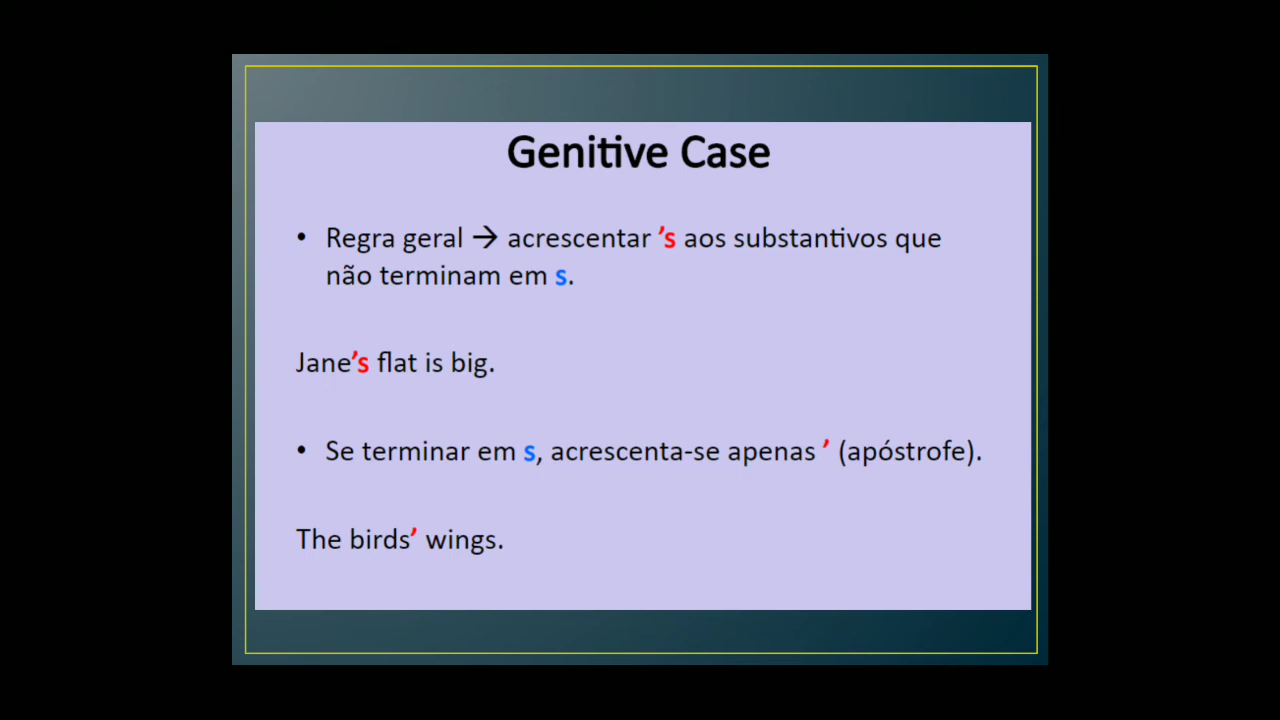 Genitive Case
• Regra geral → acrescentar ’s aos substantivos que
não terminam em s.
Jane’s flat is big.
• Se terminar em s, acrescenta-se apenas ’ (apóstrofe).
The birds’ wings.